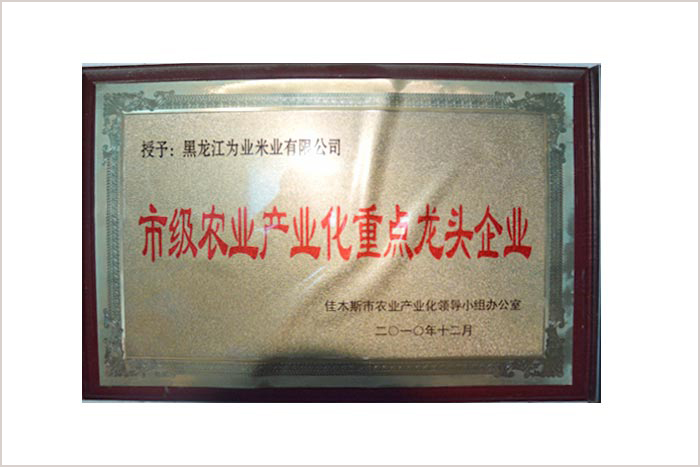 授予：黑龙江为业米业有限公司
市级农业产业化重点龙头企业
佳木斯市农业产业化领导小组办公室
二〇一〇年十二月